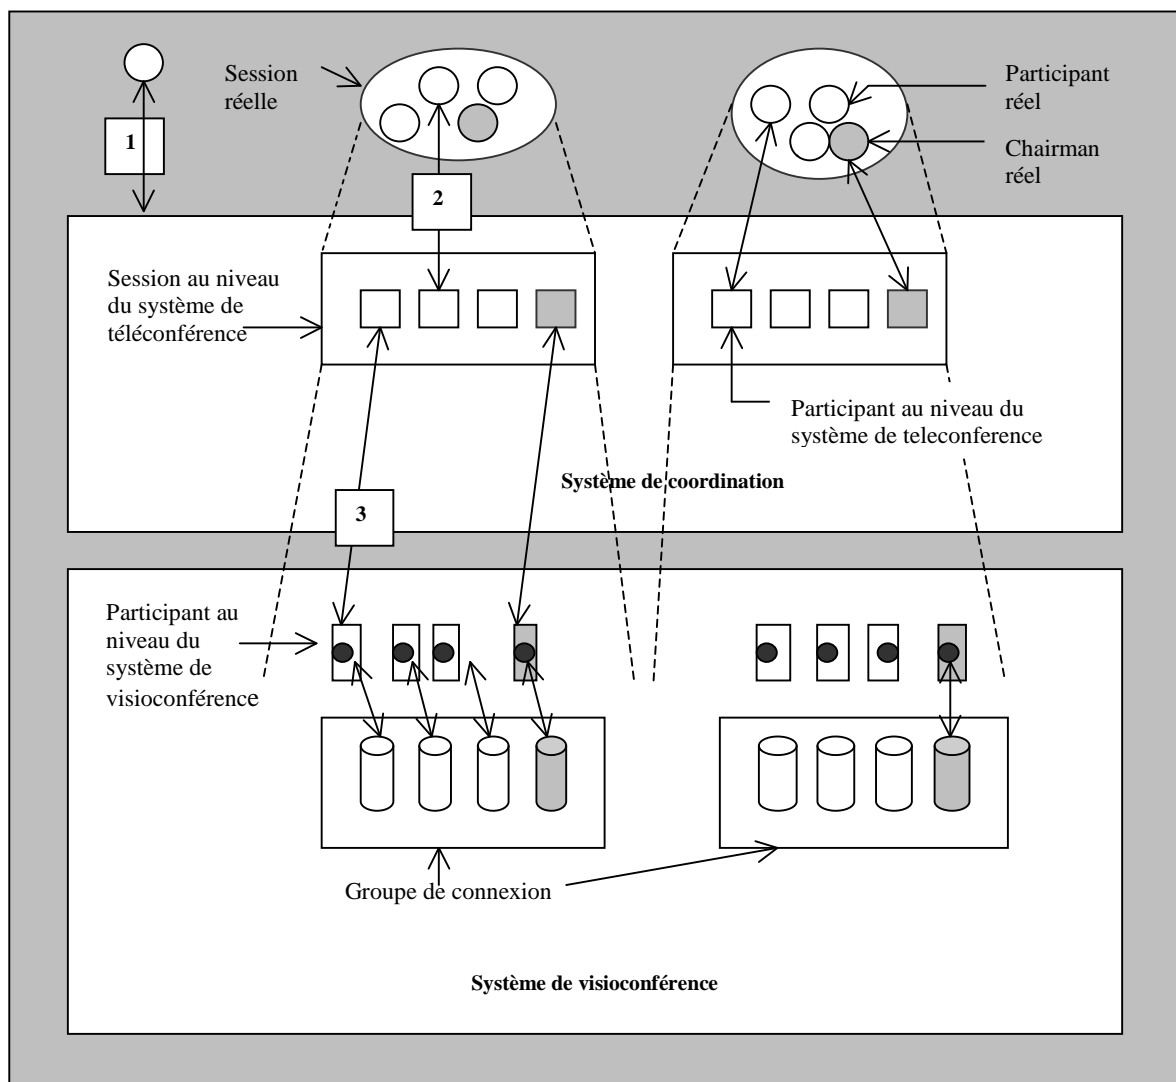 Session
réelle
Participant
réel
1
Chairman
réel
2
Session au niveau
du système de
téléconférence
Participant au niveau du
système de teleconference
Système de coordination
3
Participant au
niveau du
système de
visioconférence
Groupe de connexion
Système de visioconférence